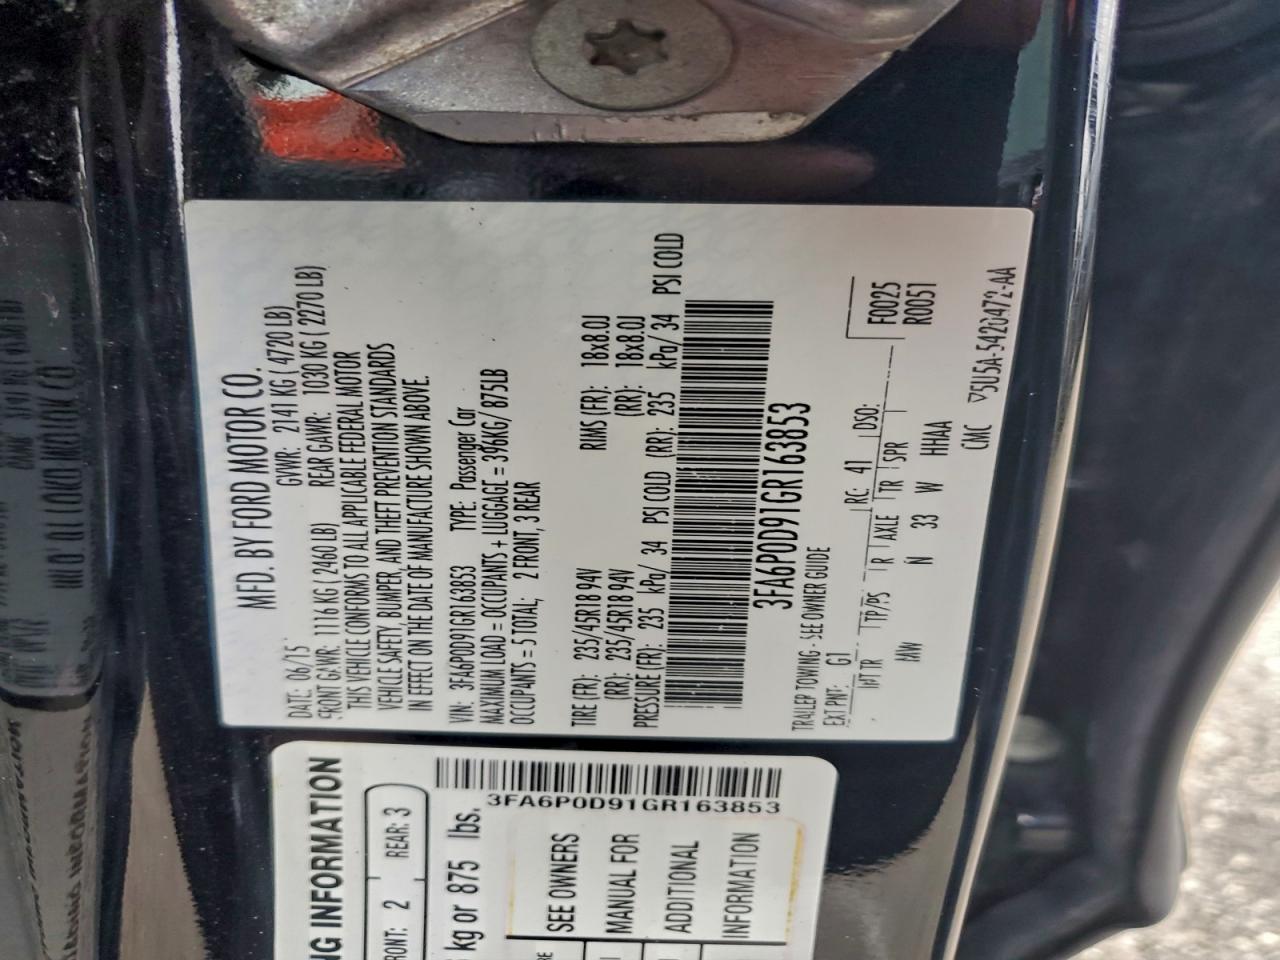 MFD. BY FORD MOTOR CO.
DATE: 06/15 GVWR: 2141 KG ( 4720 LB)
FRONT GAWR: 1116 KG ( 2460 LB) REAR GAWR: 1030 KG ( 2270 LB)
THIS VEHICLE CONFORMS TO ALL APPLICABLE FEDERAL MOTOR
VEHICLE SAFETY, BUMPER, AND THEFT PREVENTION STANDARDS
IN EFFECT ON THE DATE OF MANUFACTURE SHOWN ABOVE.
VIN: 3FA6P0D91GR163853 TYPE: Passenger Car
MAXIMUM LOAD = OCCUPANTS + LUGGAGE = 396KG/ 875LB
OCCUPANTS = 5 TOTAL; 2 FRONT, 3 REAR
TIRE (FR): 235/45R18 94V RIMS (FR): 18x8.0J
(RR): 235/45R18 94V (RR): 18x8.0J
PRESSURE (FR): 235 kPa/ 34 PSI COLD (RR): 235 kPa/ 34 PSI COLD
3FA6P0D91GR163853
TRAILER TOWING - SEE OWNER GUIDE
EXT PNT: G1 RC: 41 DSO: F0025
INT TR TP/PS R AXLE TR SPR R0051
N 33 W HHAA
CMC ▽5U5A-5420472-AA
NG INFORMATION
FRONT: 2 REAR: 3
kg or 875 lbs.
3FA6P0D91GR163853
SEE OWNERS
MANUAL FOR
ADDITIONAL
INFORMATION